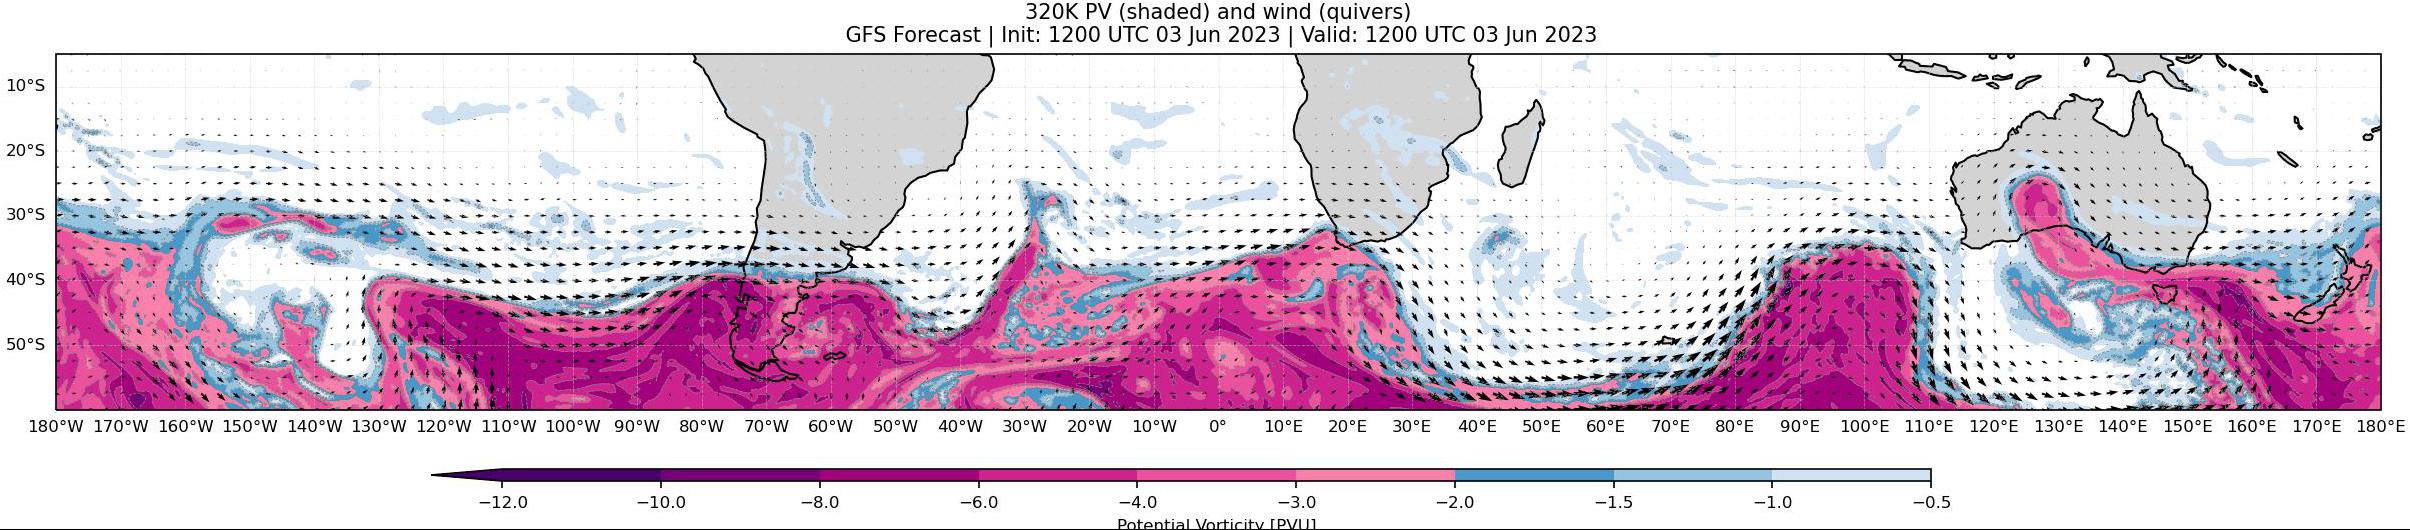 320K PV (shaded) and wind (quivers)
GFS Forecast | Init: 1200 UTC 03 Jun 2023 | Valid: 1200 UTC 03 Jun 2023
10°S
20°S
30°S
40°S
50°S
180°W 170°W 160°W 150°W 140°W 130°W 120°W 110°W 100°W 90°W 80°W 70°W 60°W 50°W 40°W 30°W 20°W 10°W 0° 10°E 20°E 30°E 40°E 50°E 60°E 70°E 80°E 90°E 100°E 110°E 120°E 130°E 140°E 150°E 160°E 170°E 180°E
−12.0 −10.0 −8.0 −6.0 −4.0 −3.0 −2.0 −1.5 −1.0 −0.5
Potential Vorticity [PVU]